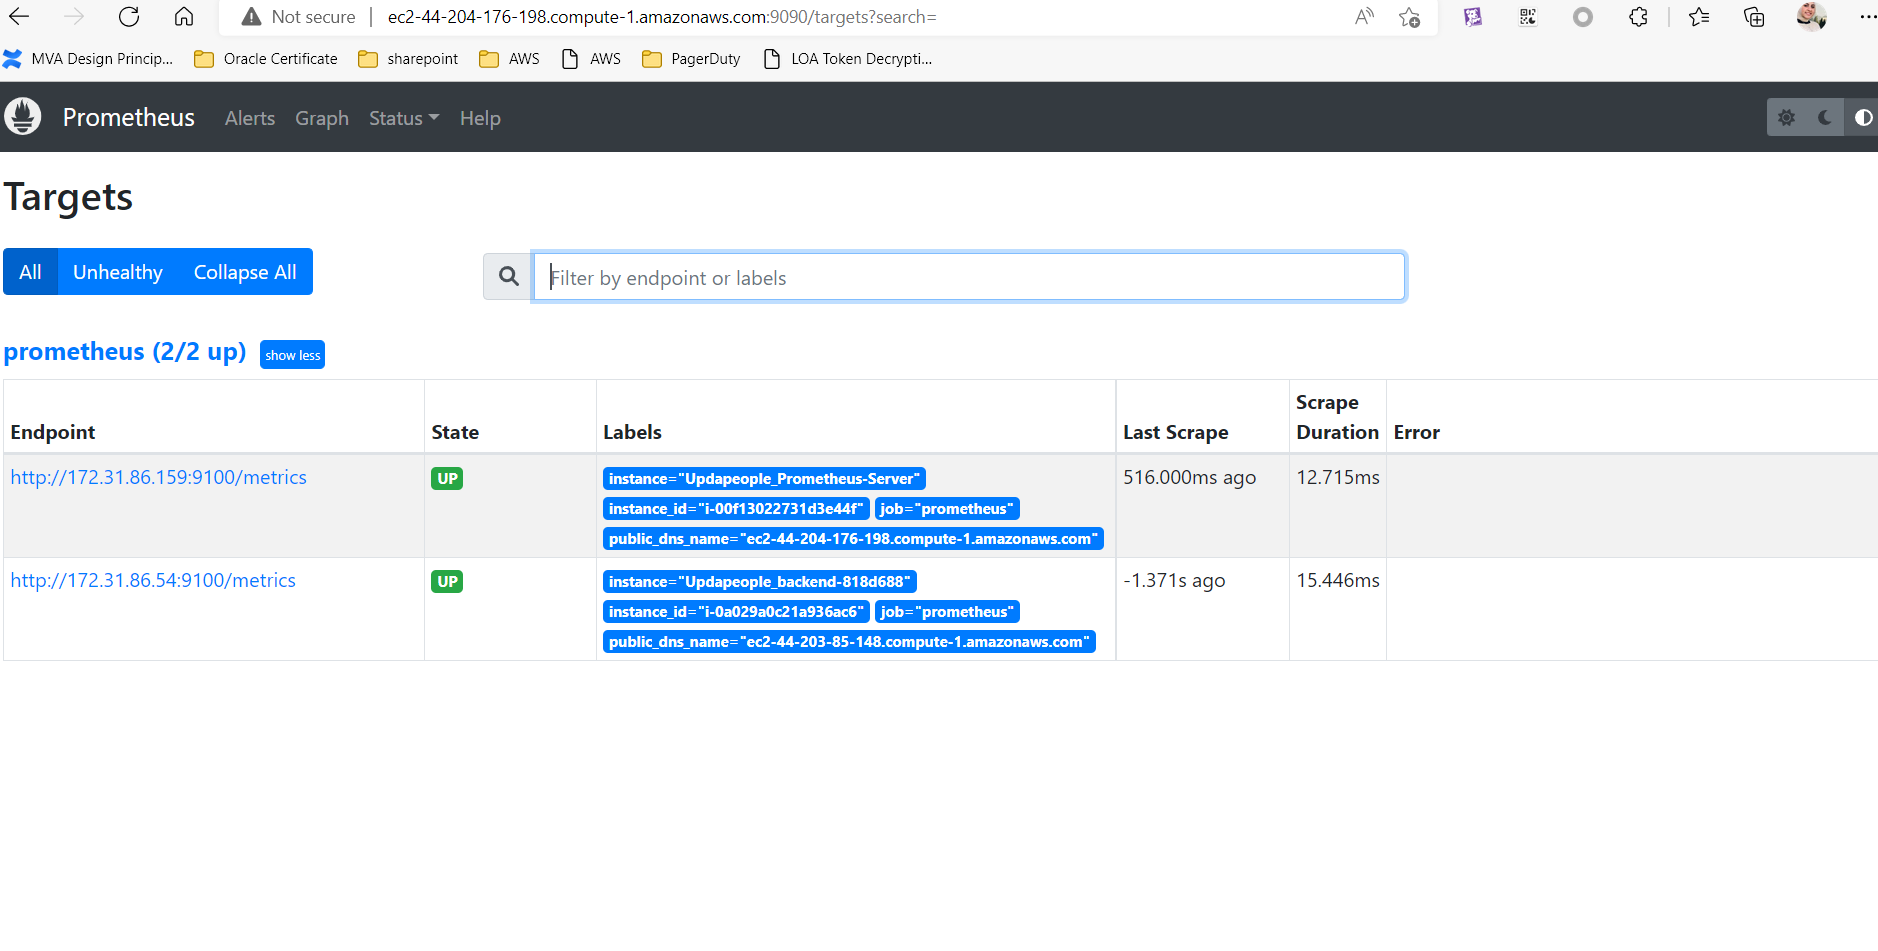 Not secure | ec2-44-204-176-198.compute-1.amazonaws.com:9090/targets?search=
MVA Design Princip... Oracle Certificate sharepoint AWS AWS PagerDuty LOA Token Decrypti...
Prometheus Alerts Graph Status Help
Targets
All Unhealthy Collapse All
Filter by endpoint or labels
prometheus (2/2 up) show less
Endpoint State Labels Last Scrape Scrape Duration Error
http://172.31.86.159:9100/metrics UP instance="Updapeople_Prometheus-Server" 516.000ms ago 12.715ms
instance_id="i-00f13022731d3e44f" job="prometheus"
public_dns_name="ec2-44-204-176-198.compute-1.amazonaws.com"
http://172.31.86.54:9100/metrics UP instance="Updapeople_backend-818d688" -1.371s ago 15.446ms
instance_id="i-0a029a0c21a936ac6" job="prometheus"
public_dns_name="ec2-44-203-85-148.compute-1.amazonaws.com"